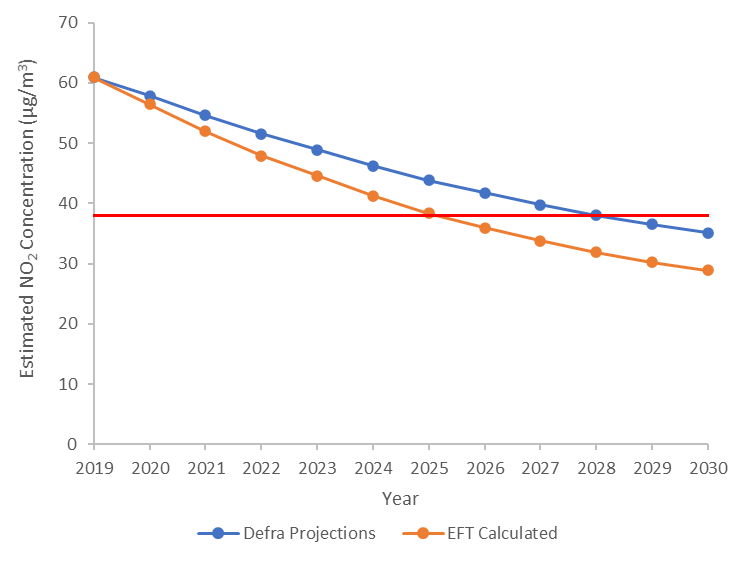 70
60
50
40
30
20
10
0
Estimated NO₂ Concentration (µg/m³)
2019 2020 2021 2022 2023 2024 2025 2026 2027 2028 2029 2030
Year
Defra Projections EFT Calculated